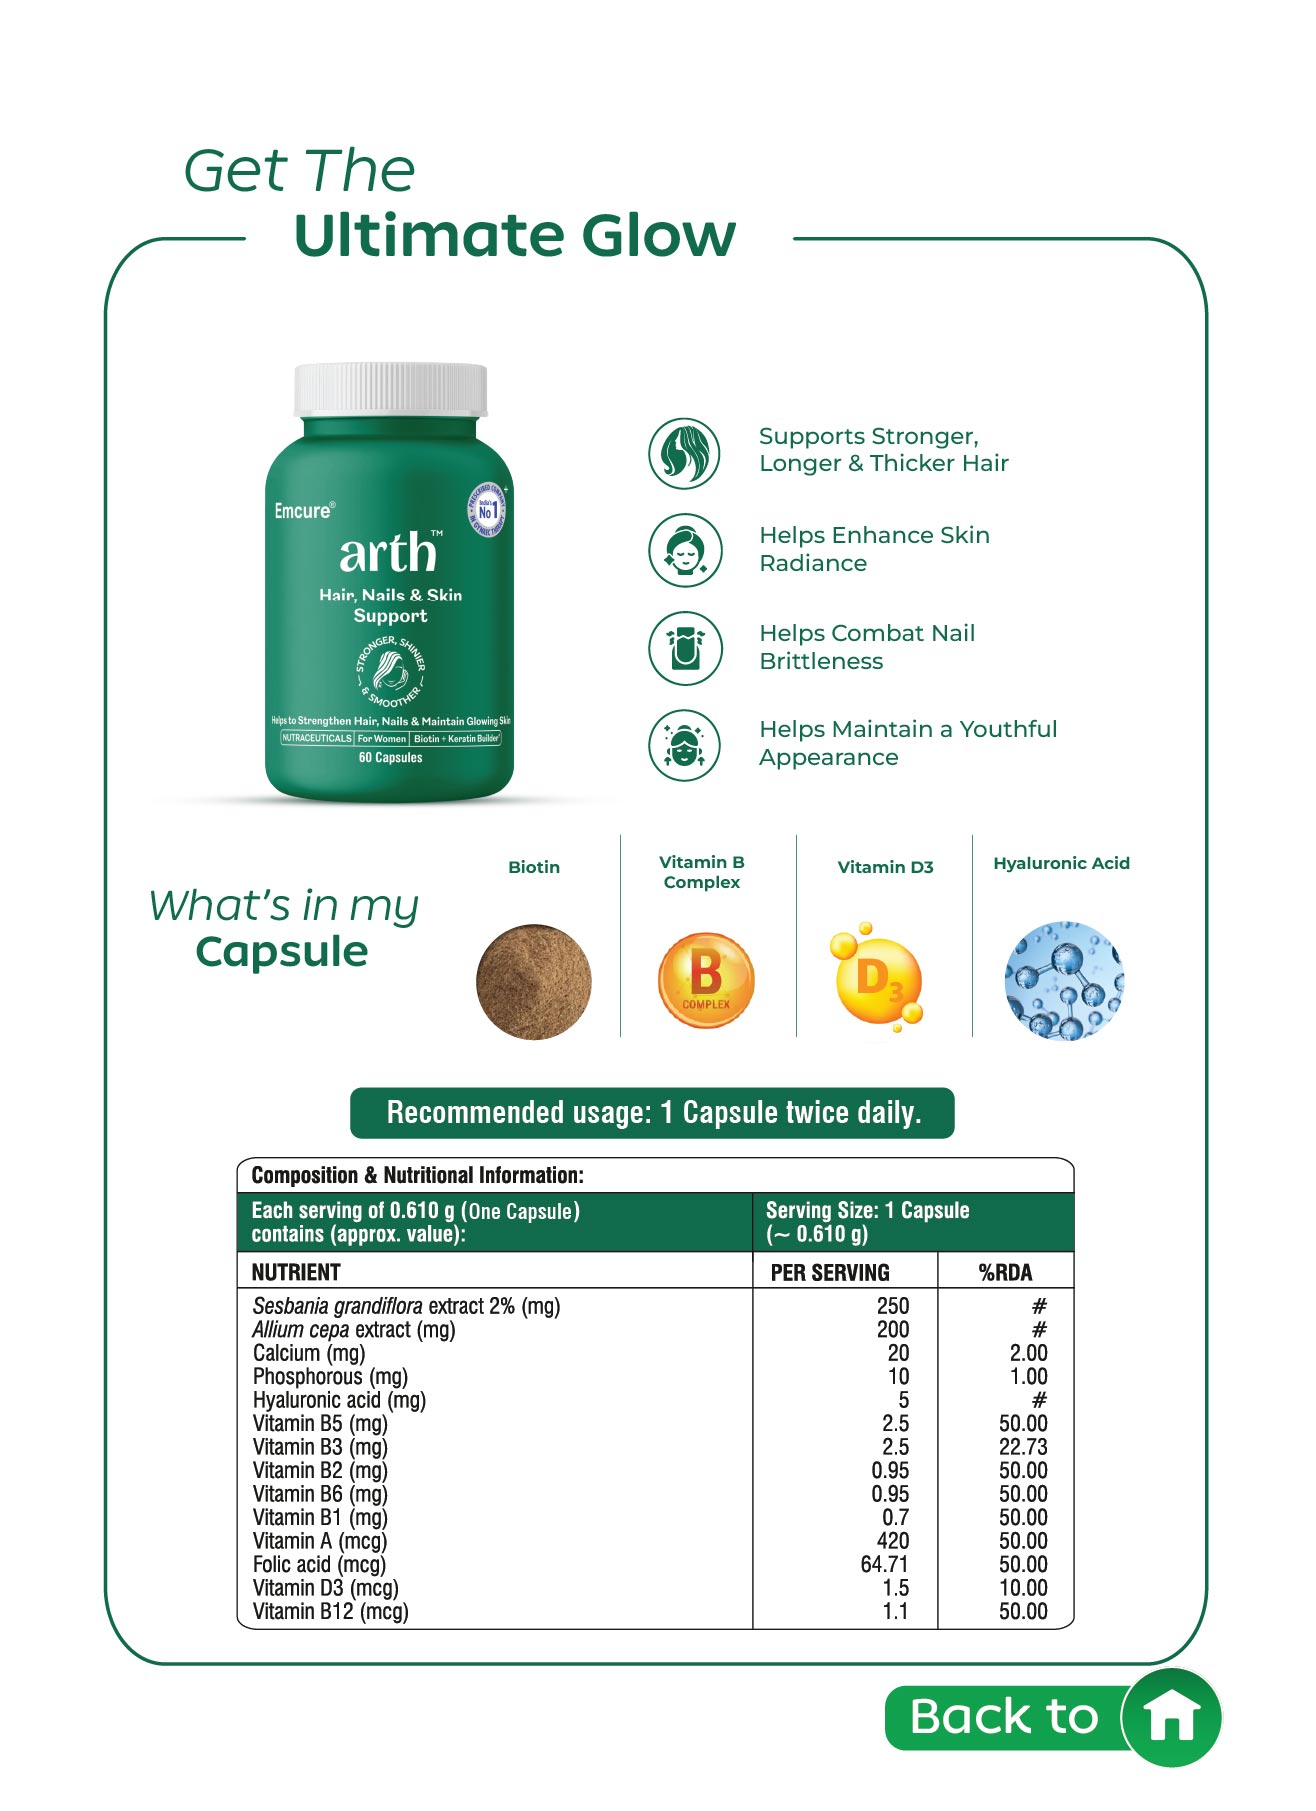 Get The
Ultimate Glow
Emcure®
PRESCRIBED COMPANY
India's
No 1
IN GYNAEC THERAPY
+
arth™
Hair, Nails & Skin
Support
STRONGER, SHINIER
& SMOOTHER
Helps to Strengthen Hair, Nails & Maintain Glowing Skin
NUTRACEUTICALS For Women Biotin + Keratin Builder
60 Capsules
Supports Stronger,
Longer & Thicker Hair
Helps Enhance Skin
Radiance
Helps Combat Nail
Brittleness
Helps Maintain a Youthful
Appearance
What's in my
Capsule
Biotin
Vitamin B
Complex
B
COMPLEX
Vitamin D3
D3
Hyaluronic Acid
Recommended usage: 1 Capsule twice daily.
Composition & Nutritional Information:
Each serving of 0.610 g (One Capsule)
contains (approx. value):
Serving Size: 1 Capsule
(~ 0.610 g)
NUTRIENT PER SERVING %RDA
Sesbania grandiflora extract 2% (mg) 250 #
Allium cepa extract (mg) 200 #
Calcium (mg) 20 2.00
Phosphorous (mg) 10 1.00
Hyaluronic acid (mg) 5 #
Vitamin B5 (mg) 2.5 50.00
Vitamin B3 (mg) 2.5 22.73
Vitamin B2 (mg) 0.95 50.00
Vitamin B6 (mg) 0.95 50.00
Vitamin B1 (mg) 0.7 50.00
Vitamin A (mcg) 420 50.00
Folic acid (mcg) 64.71 50.00
Vitamin D3 (mcg) 1.5 10.00
Vitamin B12 (mcg) 1.1 50.00
Back to